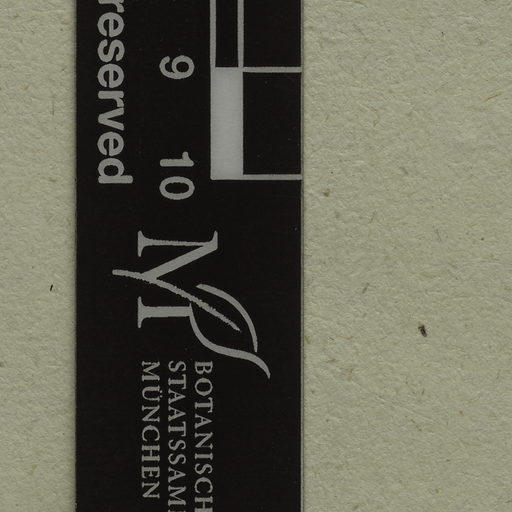 reserved
9
10
M
BOTANISCH
STAATSSAM
MÜNCHEN